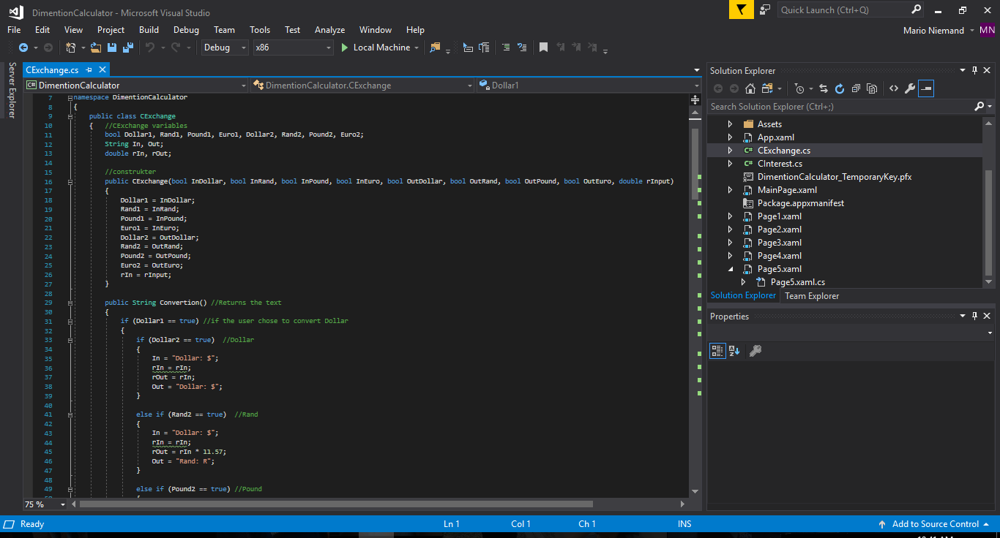 DimentionCalculator - Microsoft Visual Studio
Quick Launch (Ctrl+Q)
File Edit View Project Build Debug Team Tools Test Analyze Window Help
Mario Niemand MN
Debug x86 Local Machine
Server Explorer
CExchange.cs
C# DimentionCalculator DimentionCalculator.CExchange Dollar1
7 namespace DimentionCalculator
8 {
9 public class CExchange
10 { //CExchange variables
11 bool Dollar1, Rand1, Pound1, Euro1, Dollar2, Rand2, Pound2, Euro2;
12 String In, Out;
13 double rIn, rOut;
14
15 //construkter
16 public CExchange(bool InDollar, bool InRand, bool InPound, bool InEuro, bool OutDollar, bool OutRand, bool OutPound, bool OutEuro, double rInput)
17 {
18 Dollar1 = InDollar;
19 Rand1 = InRand;
20 Pound1 = InPound;
21 Euro1 = InEuro;
22 Dollar2 = OutDollar;
23 Rand2 = OutRand;
24 Pound2 = OutPound;
25 Euro2 = OutEuro;
26 rIn = rInput;
27 }
28
29 public String Convertion() //Returns the text
30 {
31 if (Dollar1 == true) //if the user chose to convert Dollar
32 {
33 if (Dollar2 == true) //Dollar
34 {
35 In = "Dollar: $";
36 rIn = rIn;
37 rOut = rIn;
38 Out = "Dollar: $";
39 }
40
41 else if (Rand2 == true) //Rand
42 {
43 In = "Dollar: $";
44 rIn = rIn;
45 rOut = rIn * 11.57;
46 Out = "Rand: R";
47 }
48
49 else if (Pound2 == true) //Pound
75 %
Solution Explorer
Search Solution Explorer (Ctrl+;)
Assets
App.xaml
C# CExchange.cs
C# CInterest.cs
DimentionCalculator_TemporaryKey.pfx
MainPage.xaml
Package.appxmanifest
Page1.xaml
Page2.xaml
Page3.xaml
Page4.xaml
Page5.xaml
Page5.xaml.cs
Solution Explorer Team Explorer
Properties
Ready Ln 1 Col 1 Ch 1 INS Add to Source Control